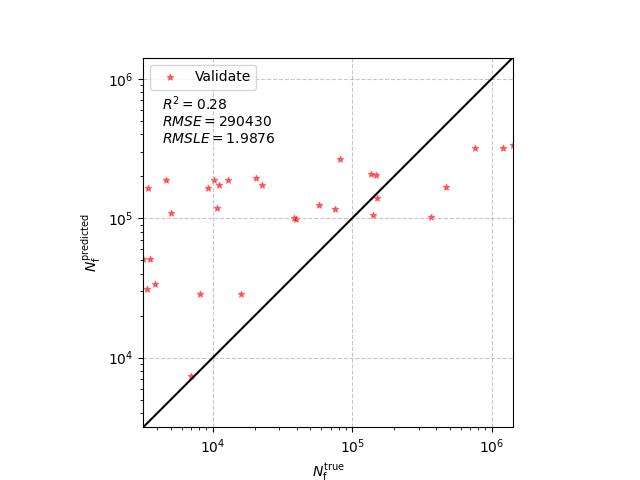 Validate
R² = 0.28
RMSE = 290430
RMSLE = 1.9876
10⁶
10⁵
10⁴
N_f^predicted
10⁴ 10⁵ 10⁶
N_f^true